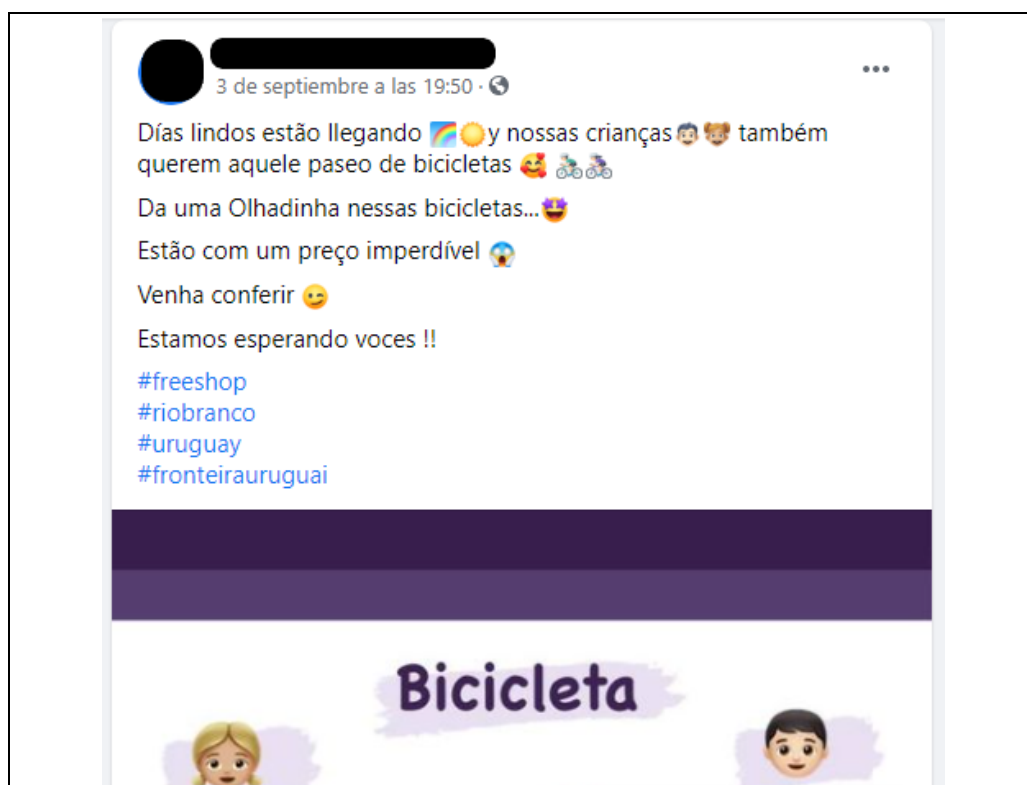 3 de septiembre a las 19:50 ·
Días lindos estão llegando 🌈🌞y nossas crianças👦🏻👧🏼 também
querem aquele paseo de bicicletas 🥰 🚴🏻🚴🏻‍♀️
Da uma Olhadinha nessas bicicletas...🤩
Estão com um preço imperdível 😱
Venha conferir 😉
Estamos esperando voces !!
#freeshop
#riobranco
#uruguay
#fronteirauruguai
Bicicleta